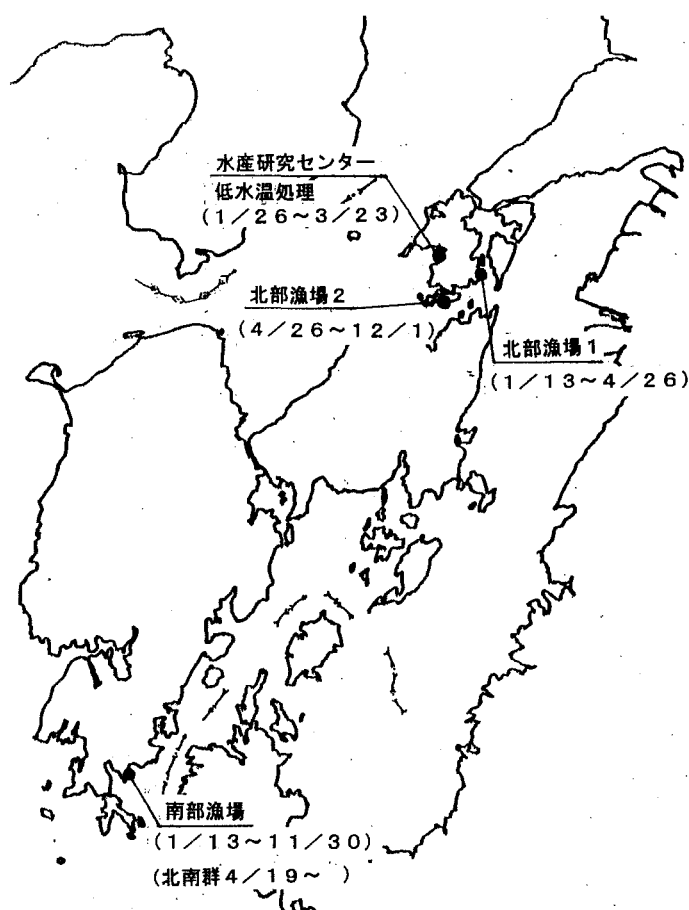 水産研究センター
低水温処理
(1/26~3/23)
北部漁場2
(4/26~12/1)
北部漁場1
(1/13~4/26)
南部漁場
(1/13~11/30)
(北南群4/19~ )